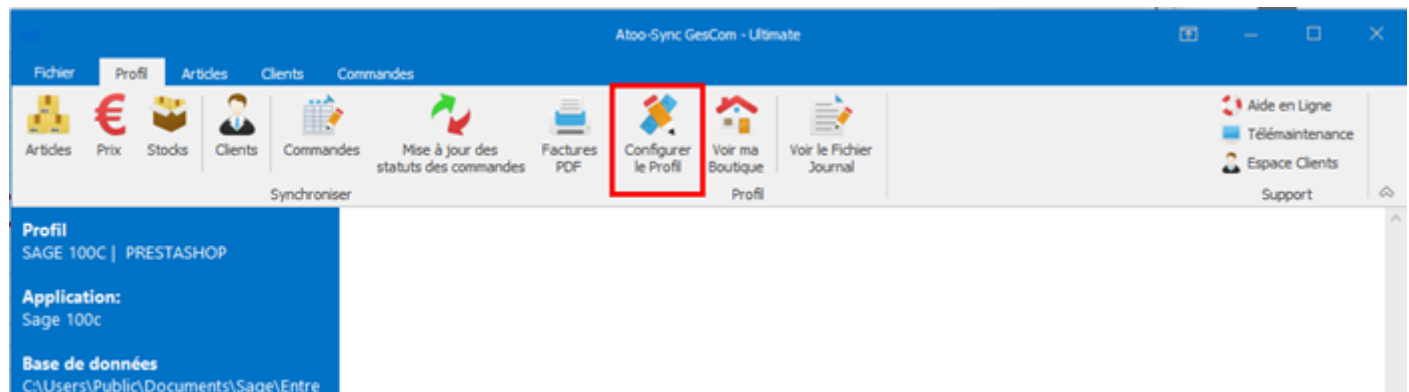 Atoo-Sync GesCom - Ultimate
Fichier Profil Articles Clients Commandes
Articles Prix Stocks Clients Commandes Mise à jour des statuts des commandes Factures PDF Configurer le Profil Voir ma Boutique Voir le Fichier Journal
Aide en Ligne
Télémaintenance
Espace Clients
Synchroniser Profil Support
Profil
SAGE 100C | PRESTASHOP
Application:
Sage 100c
Base de données
C:\Users\Public\Documents\Sage\Entre